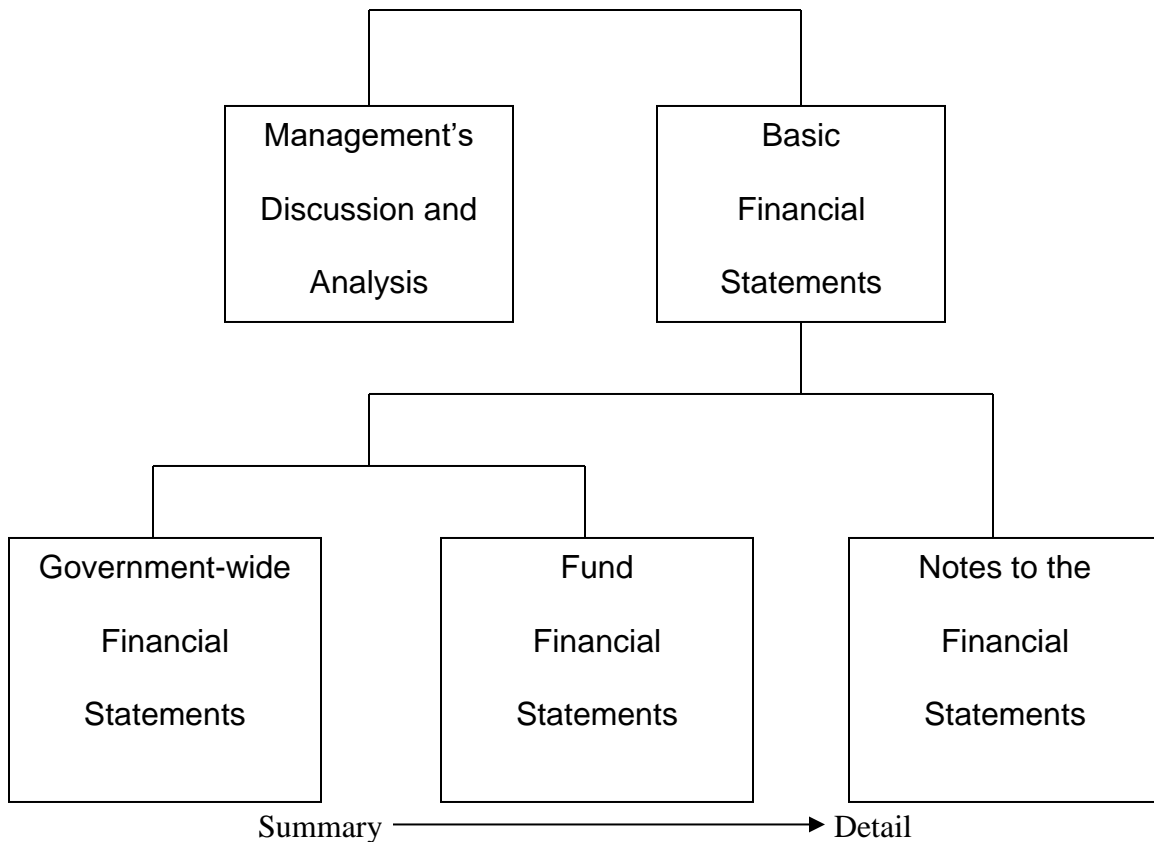 Management’s
Discussion and
Analysis
Basic
Financial
Statements
Government-wide
Financial
Statements
Fund
Financial
Statements
Notes to the
Financial
Statements
Summary
Detail